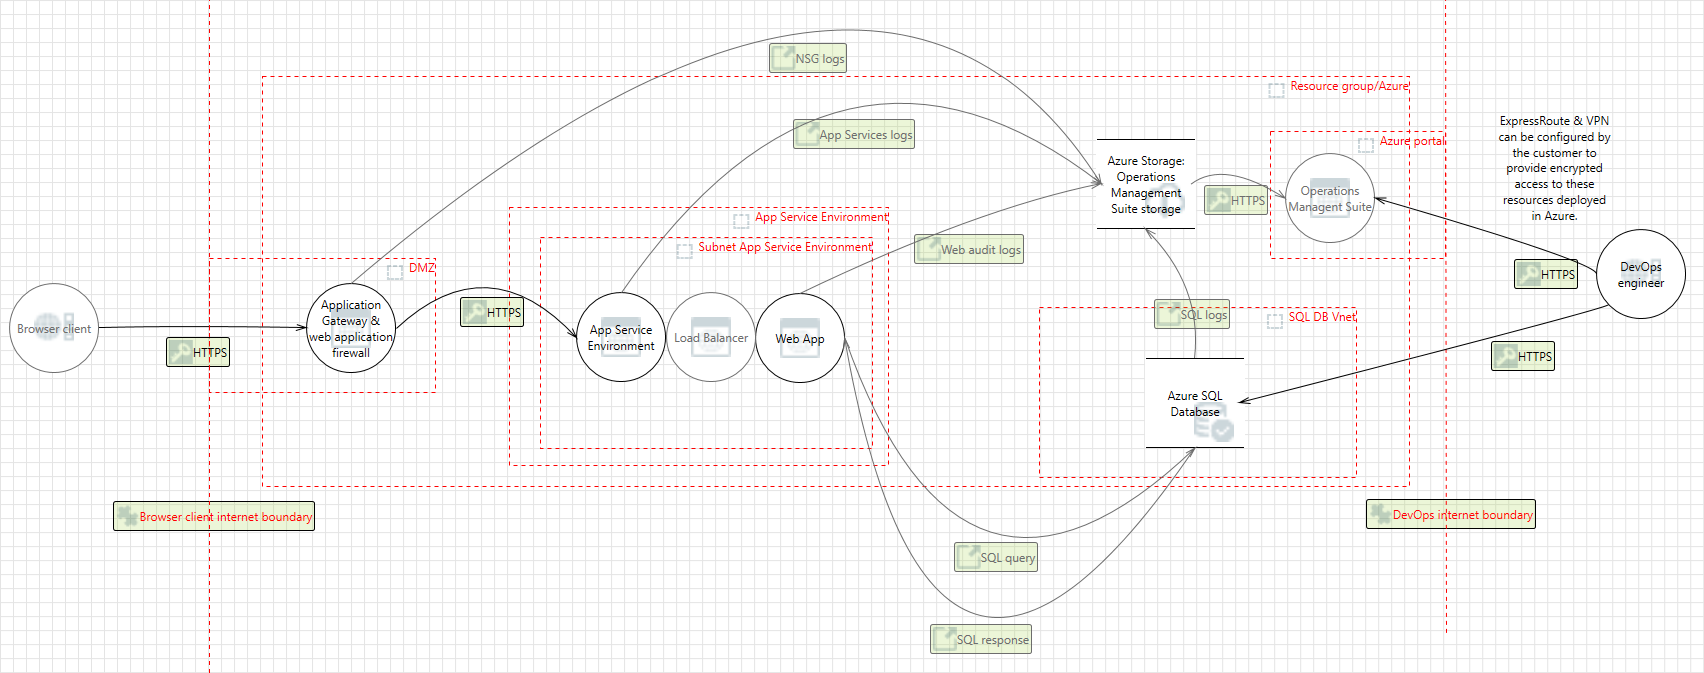 NSG logs
Resource group/Azure
App Services logs
ExpressRoute & VPN
can be configured by
the customer to
provide encrypted
access to these
resources deployed
in Azure.
Azure portal
Azure Storage:
Operations
Management
Suite storage
HTTPS
Operations
Managent Suite
App Service Environment
Subnet App Service Environment
Web audit logs
DMZ
HTTPS
DevOps
engineer
Browser client
HTTPS
Application
Gateway &
web application
firewall
HTTPS
App Service
Environment
Load Balancer
Web App
SQL logs
SQL DB Vnet
HTTPS
Azure SQL
Database
Browser client internet boundary
DevOps internet boundary
SQL query
SQL response